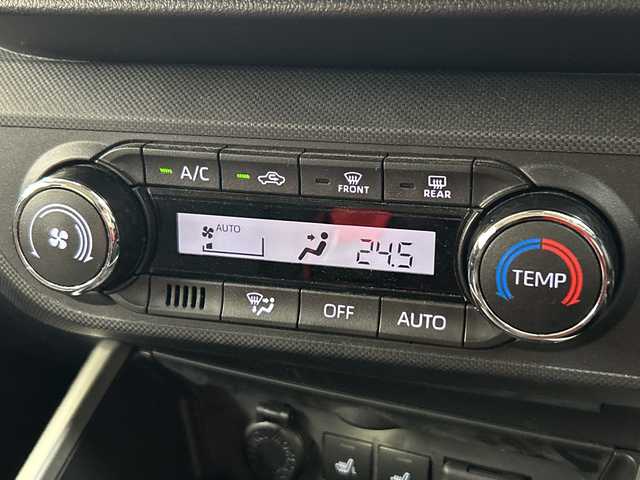 A/C
FRONT
REAR
AUTO
24.5
TEMP
OFF
AUTO